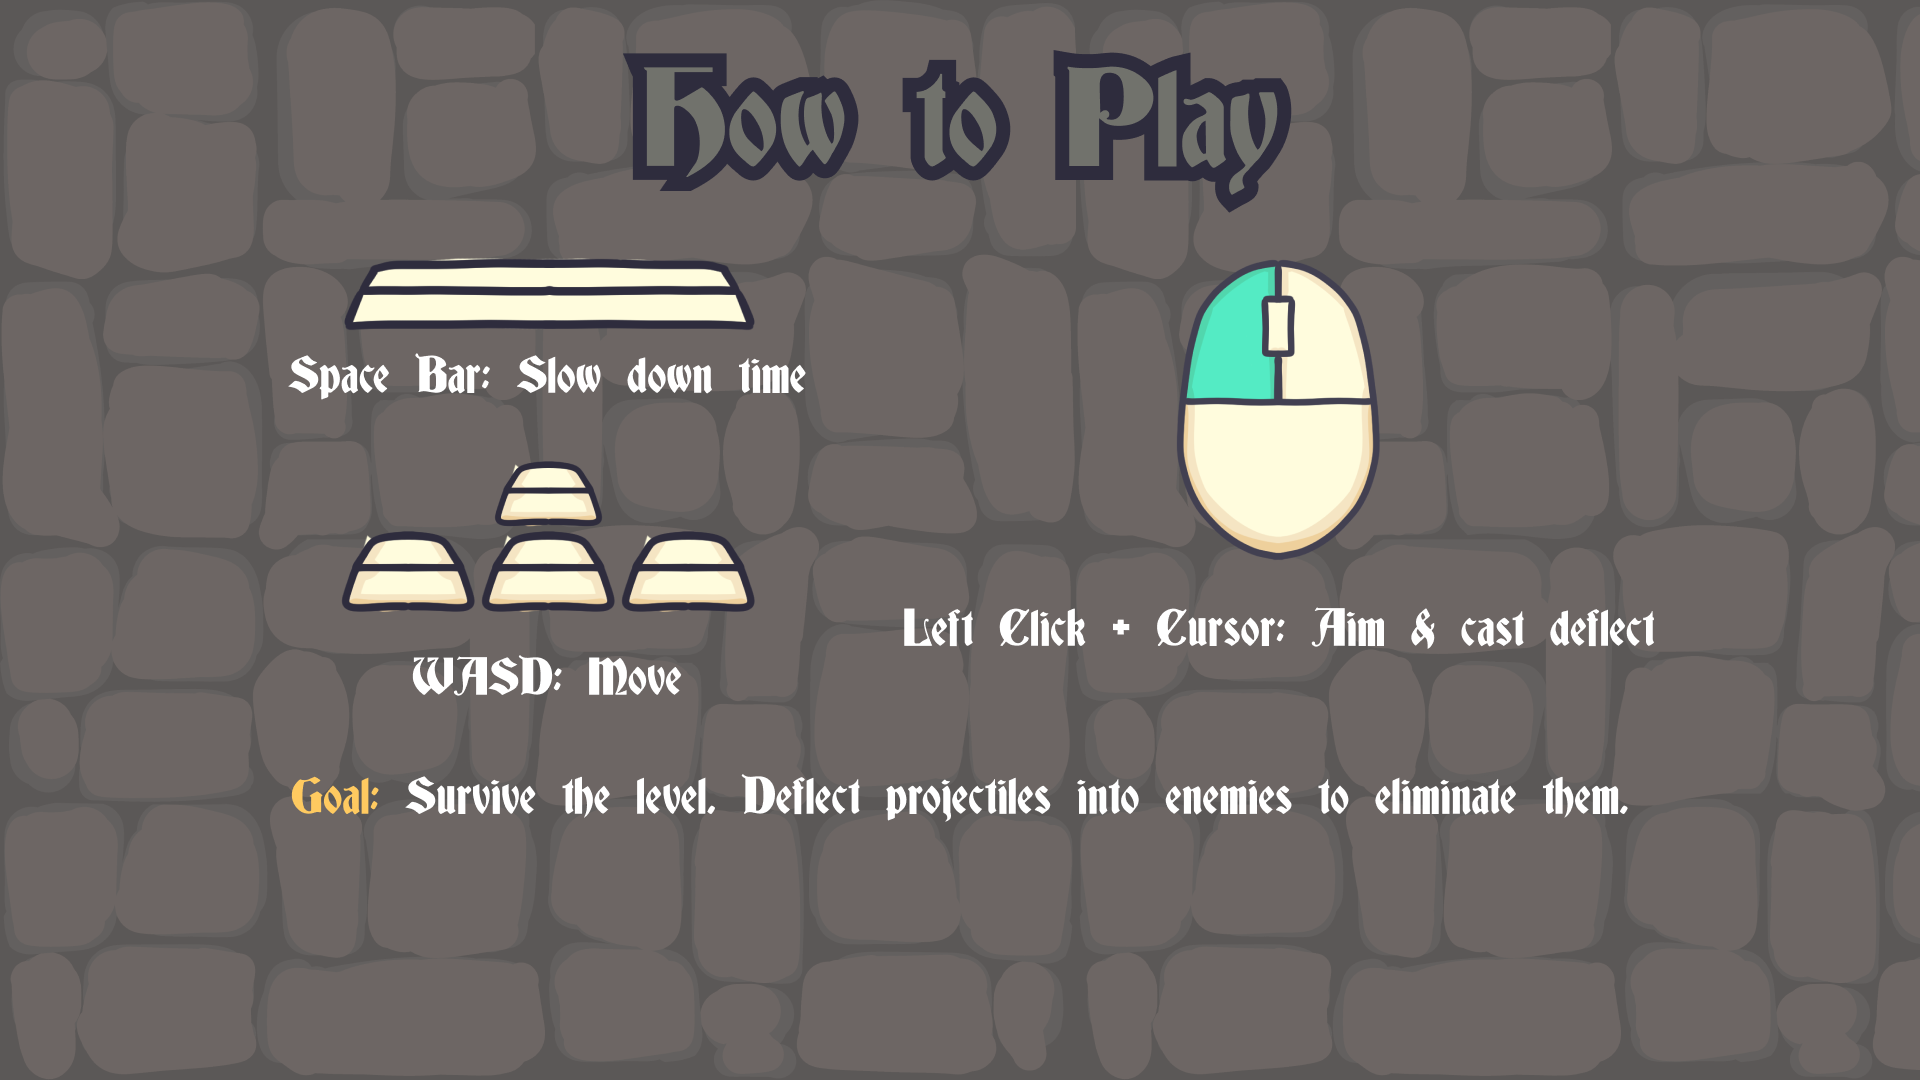 How to Play
Space Bar: Slow down time
WASD: Move
Left Click + Cursor: Aim & cast deflect
Goal: Survive the level. Deflect projectiles into enemies to eliminate them.